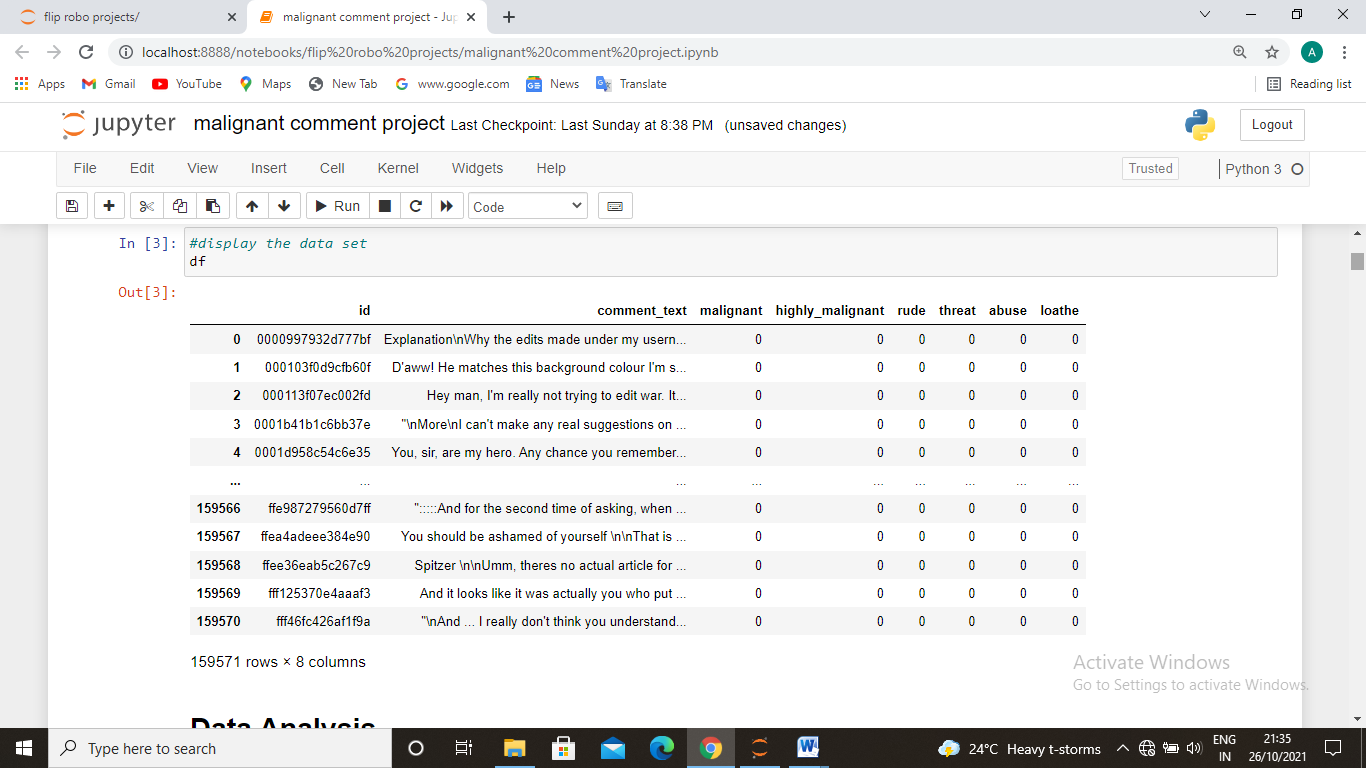 flip robo projects/
malignant comment project - Jup
localhost:8888/notebooks/flip%20robo%20projects/malignant%20comment%20project.ipynb
A
Apps Gmail YouTube Maps New Tab www.google.com News Translate Reading list
jupyter malignant comment project Last Checkpoint: Last Sunday at 8:38 PM (unsaved changes) Logout
File Edit View Insert Cell Kernel Widgets Help Trusted Python 3
Run Code
In [3]: #display the data set
df
Out[3]:
id comment_text malignant highly_malignant rude threat abuse loathe
0 0000997932d777bf Explanation\nWhy the edits made under my usern... 0 0 0 0 0 0
1 000103f0d9cfb60f D'aww! He matches this background colour I'm s... 0 0 0 0 0 0
2 000113f07ec002fd Hey man, I'm really not trying to edit war. It... 0 0 0 0 0 0
3 0001b41b1c6bb37e "\nMore\nI can't make any real suggestions on ... 0 0 0 0 0 0
4 0001d958c54c6e35 You, sir, are my hero. Any chance you remember... 0 0 0 0 0 0
... ... ... ... ... ... ... ... ...
159566 ffe987279560d7ff ":::::And for the second time of asking, when ... 0 0 0 0 0 0
159567 ffea4adeee384e90 You should be ashamed of yourself \n\nThat is ... 0 0 0 0 0 0
159568 ffee36eab5c267c9 Spitzer \n\nUmm, theres no actual article for ... 0 0 0 0 0 0
159569 fff125370e4aaaf3 And it looks like it was actually you who put ... 0 0 0 0 0 0
159570 fff46fc426af1f9a "\nAnd ... I really don't think you understand... 0 0 0 0 0 0
159571 rows × 8 columns
Activate Windows
Go to Settings to activate Windows.
Data Analysis
Type here to search
24°C Heavy t-storms
ENG
IN
21:35
26/10/2021